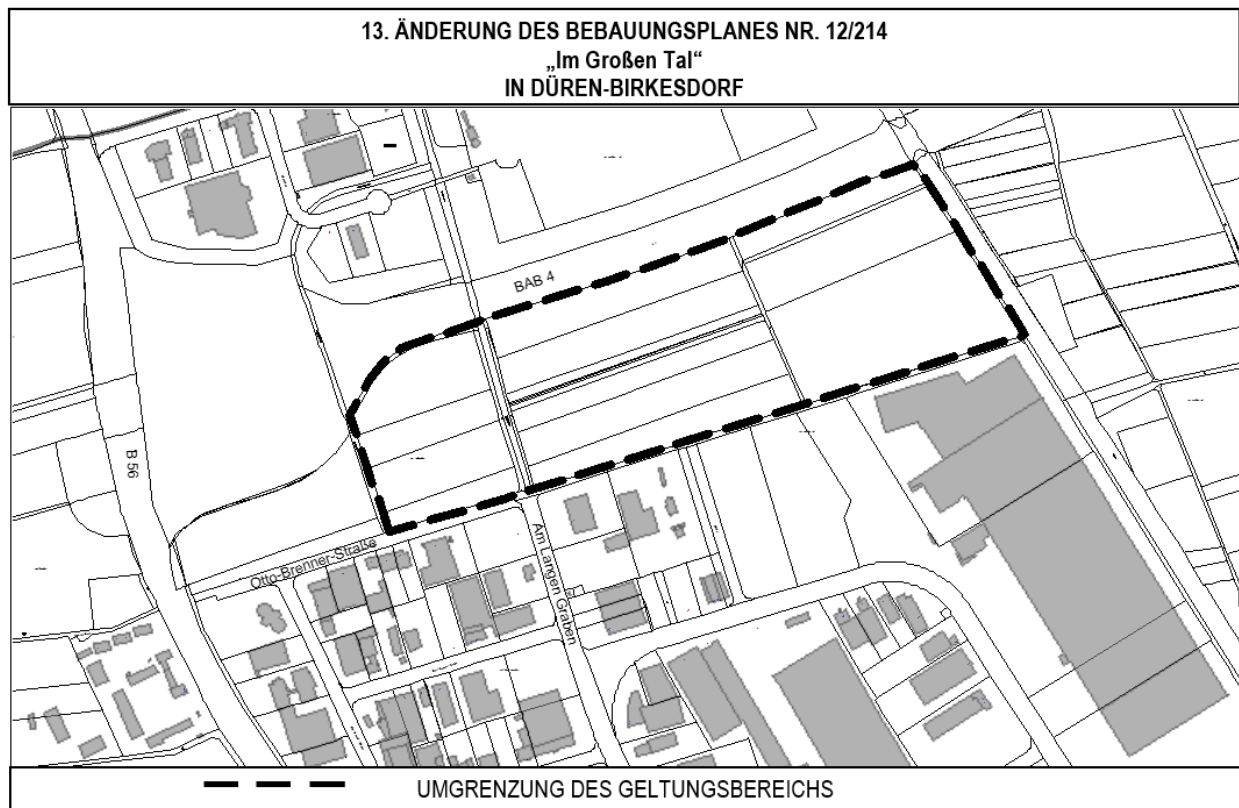 13. ÄNDERUNG DES BEBAUUNGSPLANES NR. 12/214
„Im Großen Tal“
IN DÜREN-BIRKESDORF
BAB 4
B 56
Otto-Brenner-Straße
Am Langen Graben
UMGRENZUNG DES GELTUNGSBEREICHS